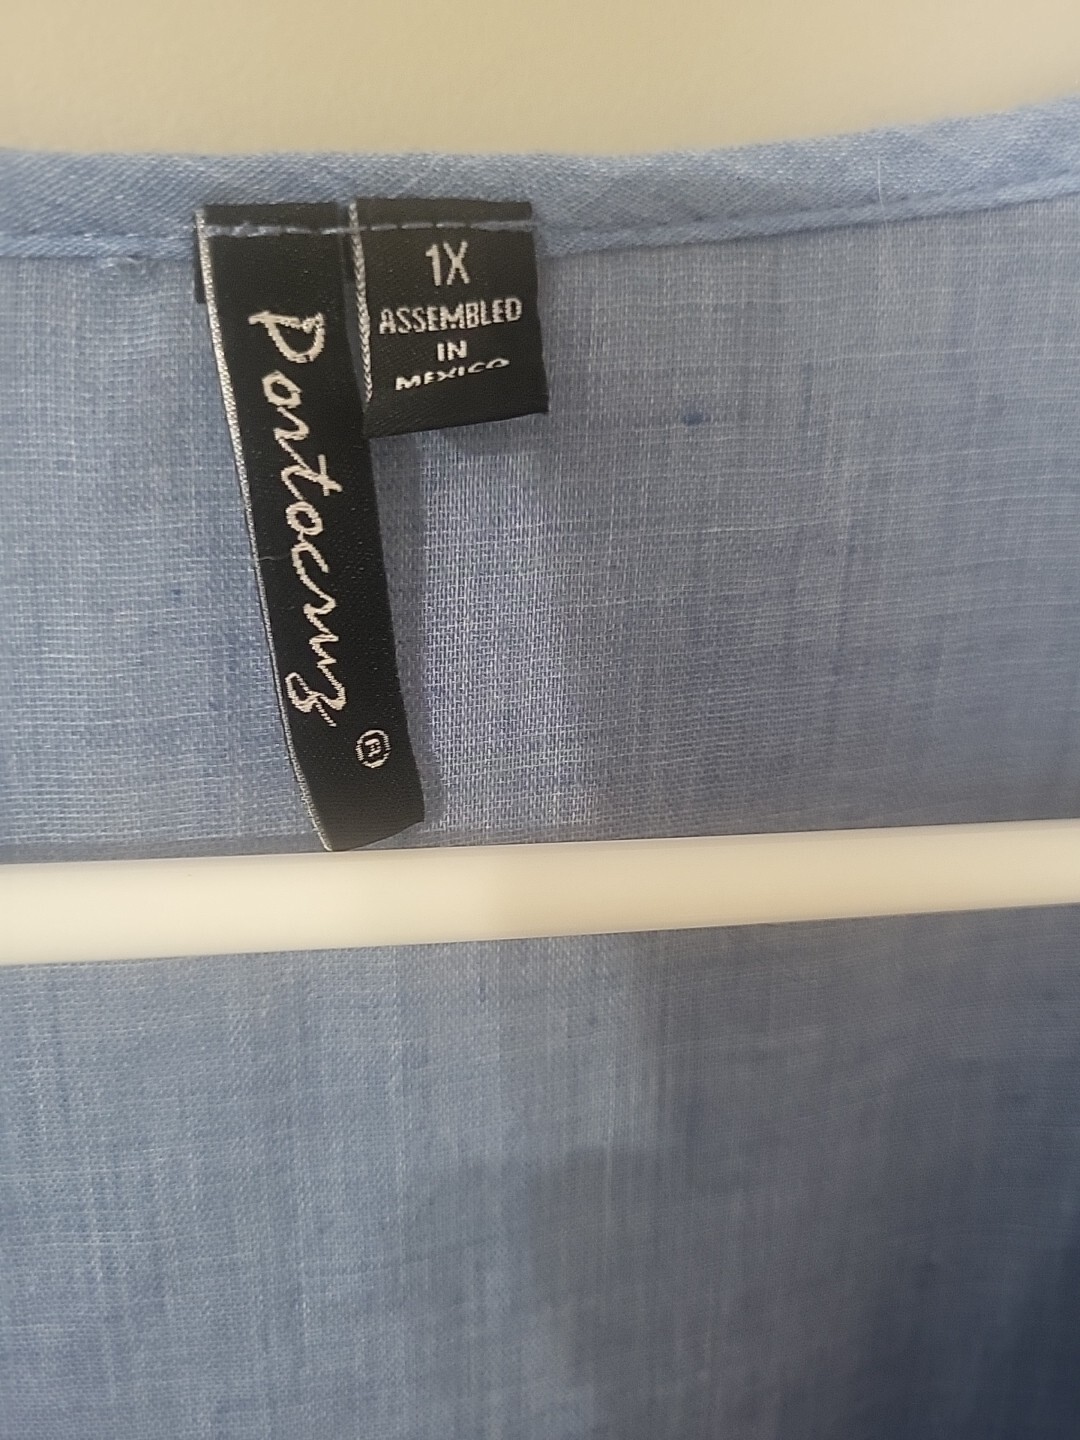 Portocruz ®
1X
ASSEMBLED
IN
MEXICO